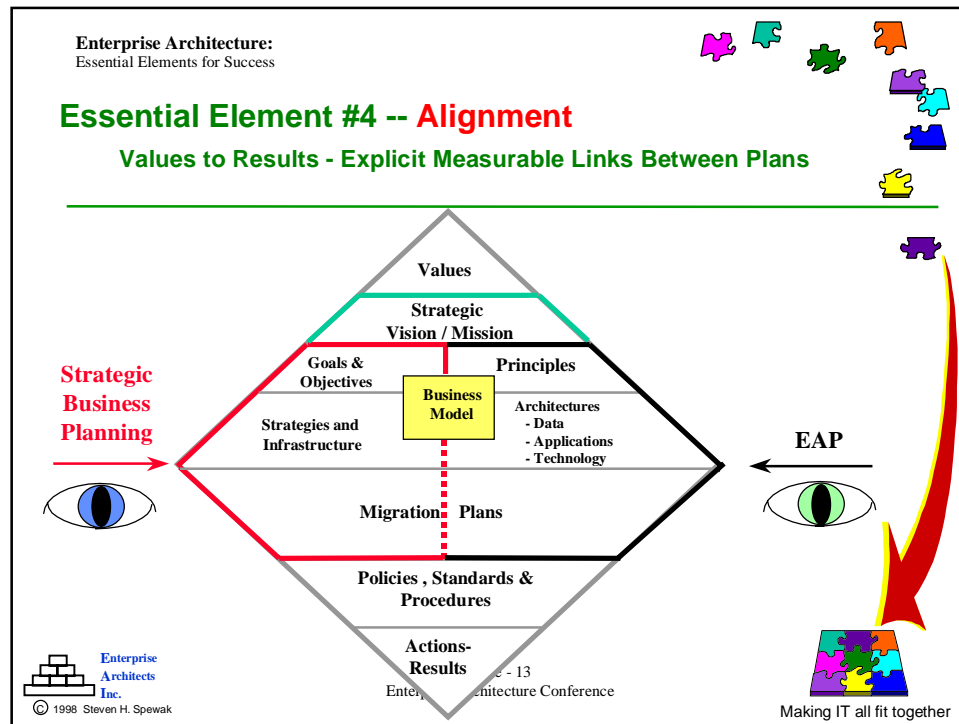 Enterprise Architecture:
Essential Elements for Success
Essential Element #4 -- Alignment
Values to Results - Explicit Measurable Links Between Plans
Values
Strategic
Vision / Mission
Goals &
Objectives
Principles
Business
Model
Strategies and
Infrastructure
Architectures
- Data
- Applications
- Technology
Strategic
Business
Planning
EAP
Migration Plans
Policies , Standards &
Procedures
Actions-
Results
- 13
Conference
Enterprise
Architects
Inc.
© 1998 Steven H. Spewak
Making IT all fit together